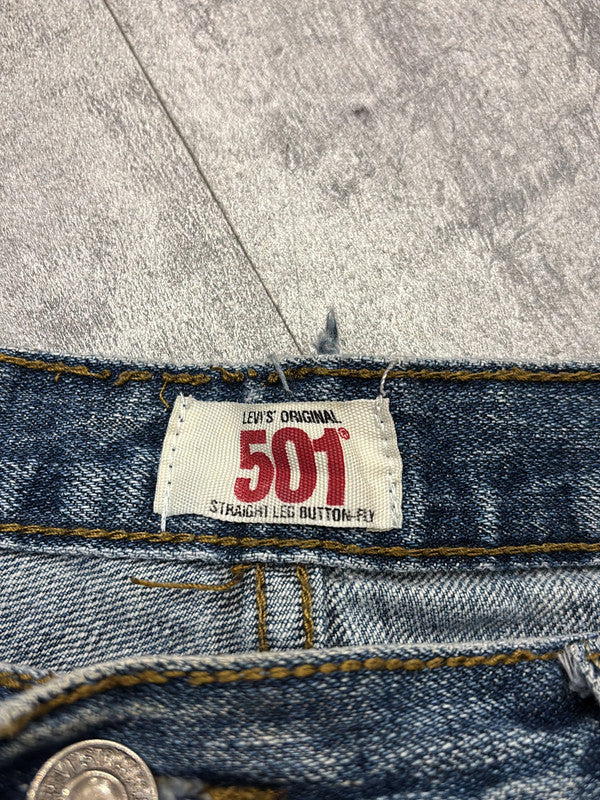 LEVI'S® ORIGINAL
501®
STRAIGHT LEG BUTTON-FLY